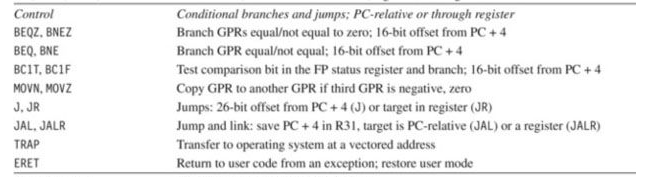 Control Conditional branches and jumps; PC-relative or through register
BEQZ, BNEZ Branch GPRs equal/not equal to zero; 16-bit offset from PC + 4
BEQ, BNE Branch GPR equal/not equal; 16-bit offset from PC + 4
BC1T, BC1F Test comparison bit in the FP status register and branch; 16-bit offset from PC + 4
MOVN, MOVZ Copy GPR to another GPR if third GPR is negative, zero
J, JR Jumps: 26-bit offset from PC + 4 (J) or target in register (JR)
JAL, JALR Jump and link: save PC + 4 in R31, target is PC-relative (JAL) or a register (JALR)
TRAP Transfer to operating system at a vectored address
ERET Return to user code from an exception; restore user mode